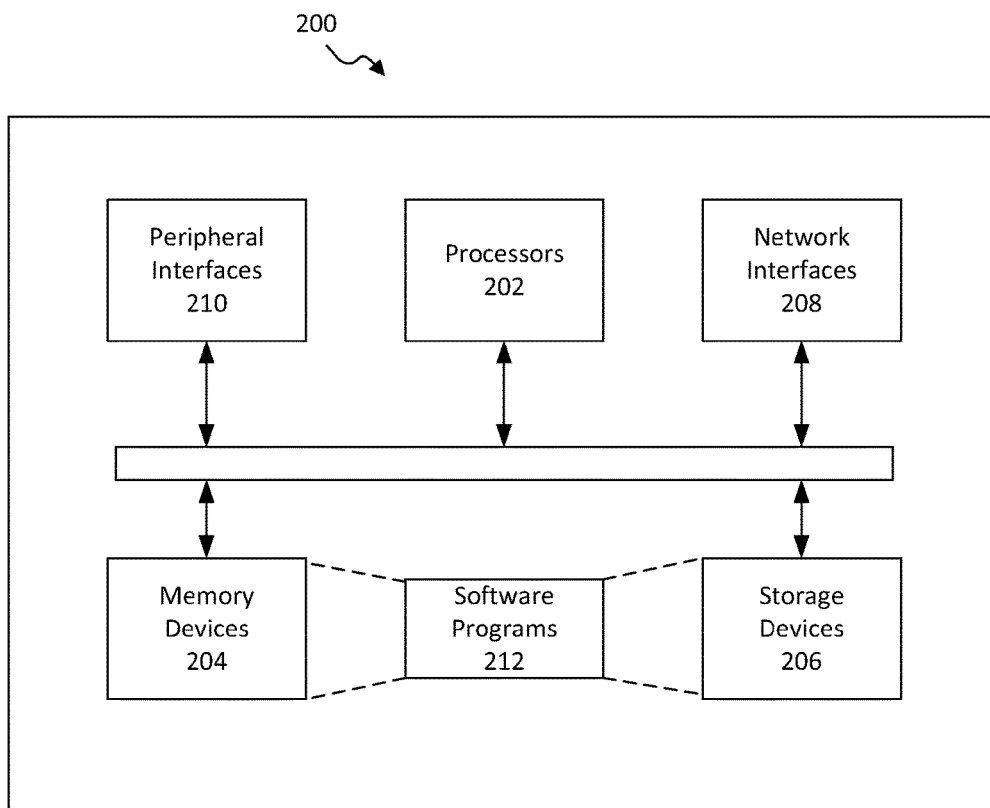 200
Peripheral
Interfaces
210
Processors
202
Network
Interfaces
208
Memory
Devices
204
Software
Programs
212
Storage
Devices
206